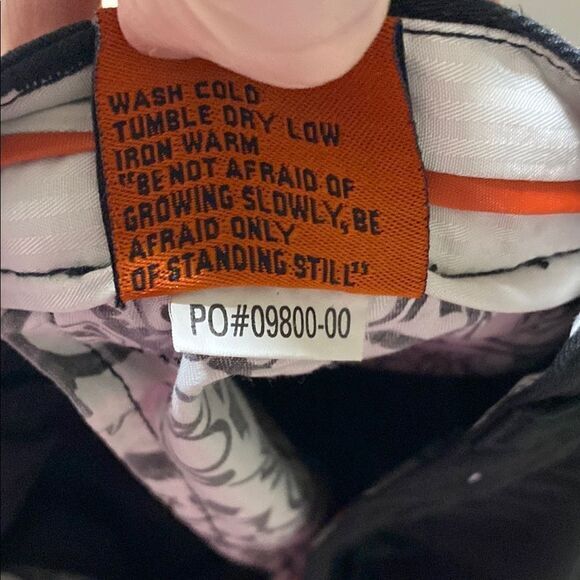 WASH COLD
TUMBLE DRY LOW
IRON WARM
"BE NOT AFRAID OF
GROWING SLOWLY, BE
AFRAID ONLY
OF STANDING STILL"
PO#09800-00